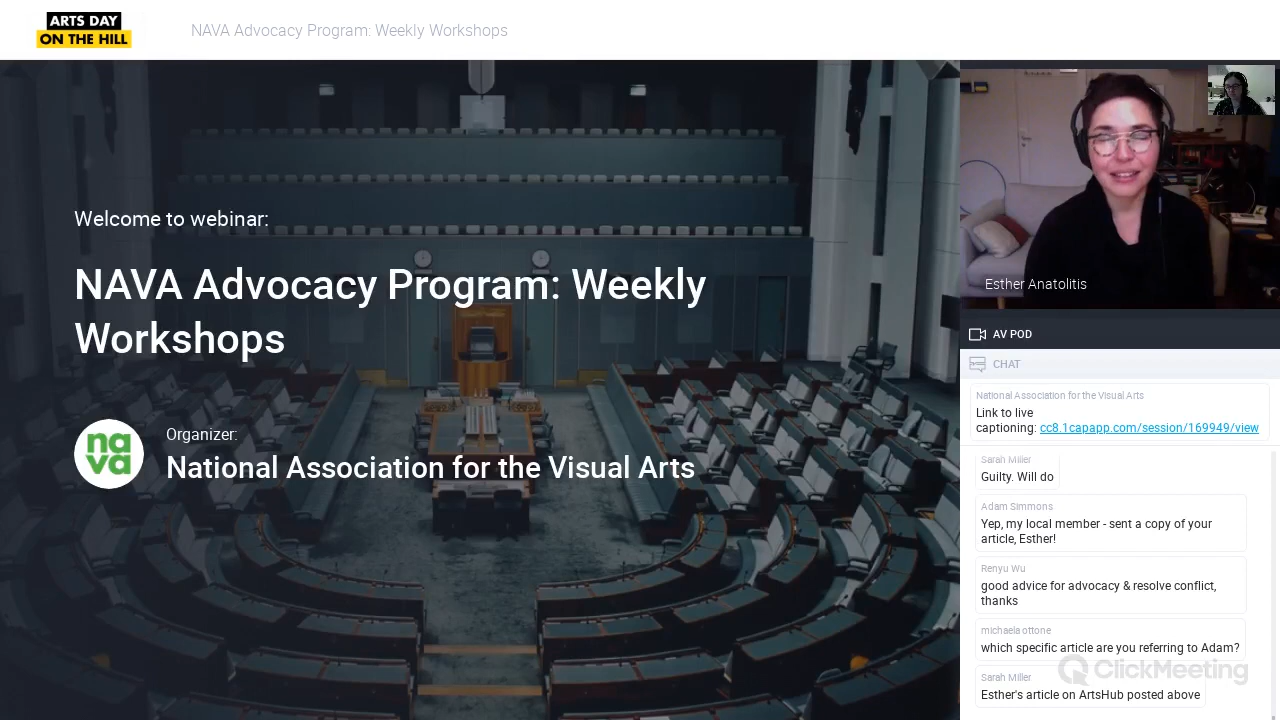 ARTS DAY
ON THE HILL
NAVA Advocacy Program: Weekly Workshops
Welcome to webinar:
NAVA Advocacy Program: Weekly
Workshops
na
va
Organizer:
National Association for the Visual Arts
Esther Anatolitis
AV POD
CHAT
National Association for the Visual Arts
Link to live
captioning: cc8.1capapp.com/session/169949/view
Sarah Miller
Guilty. Will do
Adam Simmons
Yep, my local member - sent a copy of your
article, Esther!
Renyu Wu
good advice for advocacy & resolve conflict,
thanks
michaela ottone
which specific article are you referring to Adam?
ClickMeeting
Sarah Miller
Esther's article on ArtsHub posted above